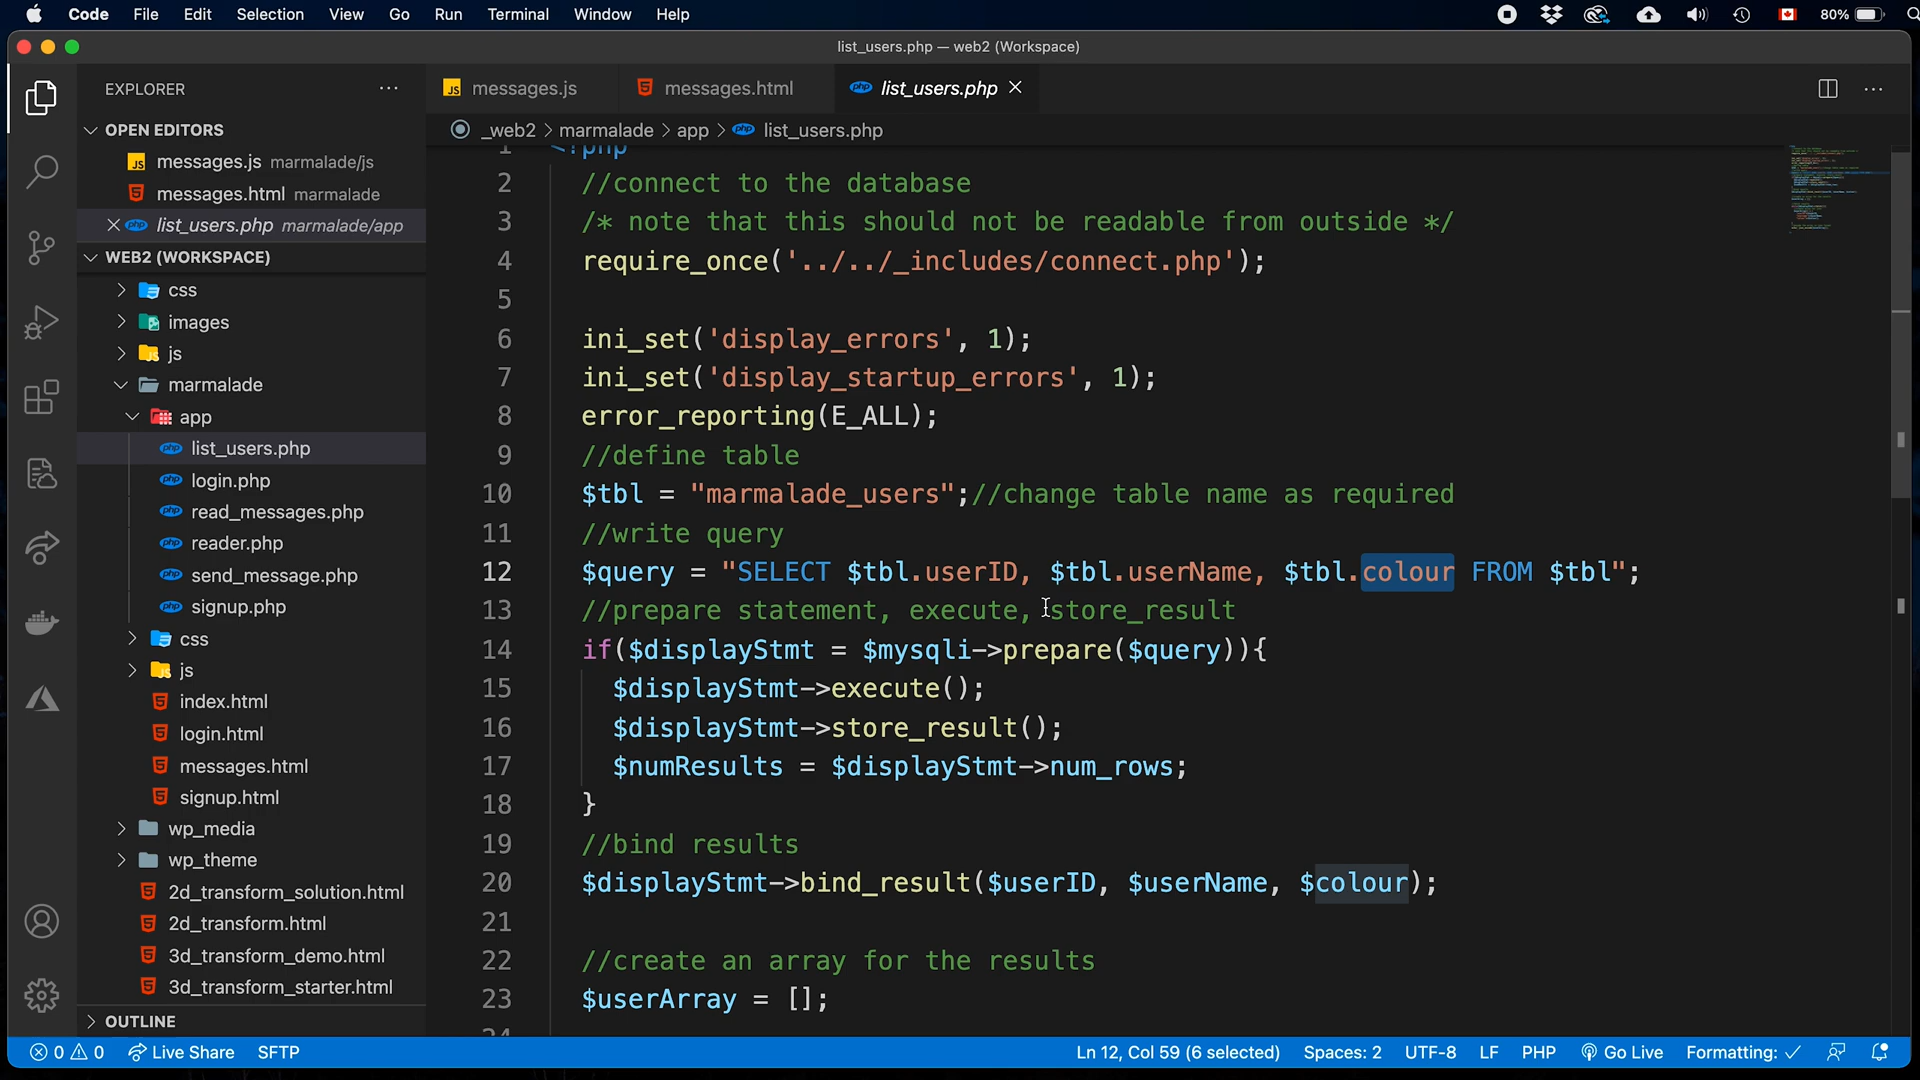 Code File Edit Selection View Go Run Terminal Window Help 80%
list_users.php — web2 (Workspace)
EXPLORER ···
messages.js messages.html list_users.php
_web2 > marmalade > app > list_users.php
OPEN EDITORS
messages.js marmalade/js
messages.html marmalade
list_users.php marmalade/app
WEB2 (WORKSPACE)
css
images
js
marmalade
app
list_users.php
login.php
read_messages.php
reader.php
send_message.php
signup.php
css
js
index.html
login.html
messages.html
signup.html
wp_media
wp_theme
2d_transform_solution.html
2d_transform.html
3d_transform_demo.html
3d_transform_starter.html
OUTLINE
1 <?php
2 //connect to the database
3 /* note that this should not be readable from outside */
4 require_once('../../_includes/connect.php');
5
6 ini_set('display_errors', 1);
7 ini_set('display_startup_errors', 1);
8 error_reporting(E_ALL);
9 //define table
10 $tbl = "marmalade_users";//change table name as required
11 //write query
12 $query = "SELECT $tbl.userID, $tbl.userName, $tbl.colour FROM $tbl";
13 //prepare statement, execute, store_result
14 if($displayStmt = $mysqli->prepare($query)){
15 $displayStmt->execute();
16 $displayStmt->store_result();
17 $numResults = $displayStmt->num_rows;
18 }
19 //bind results
20 $displayStmt->bind_result($userID, $userName, $colour);
21
22 //create an array for the results
23 $userArray = [];
24
0 0 Live Share SFTP Ln 12, Col 59 (6 selected) Spaces: 2 UTF-8 LF PHP Go Live Formatting: ✓